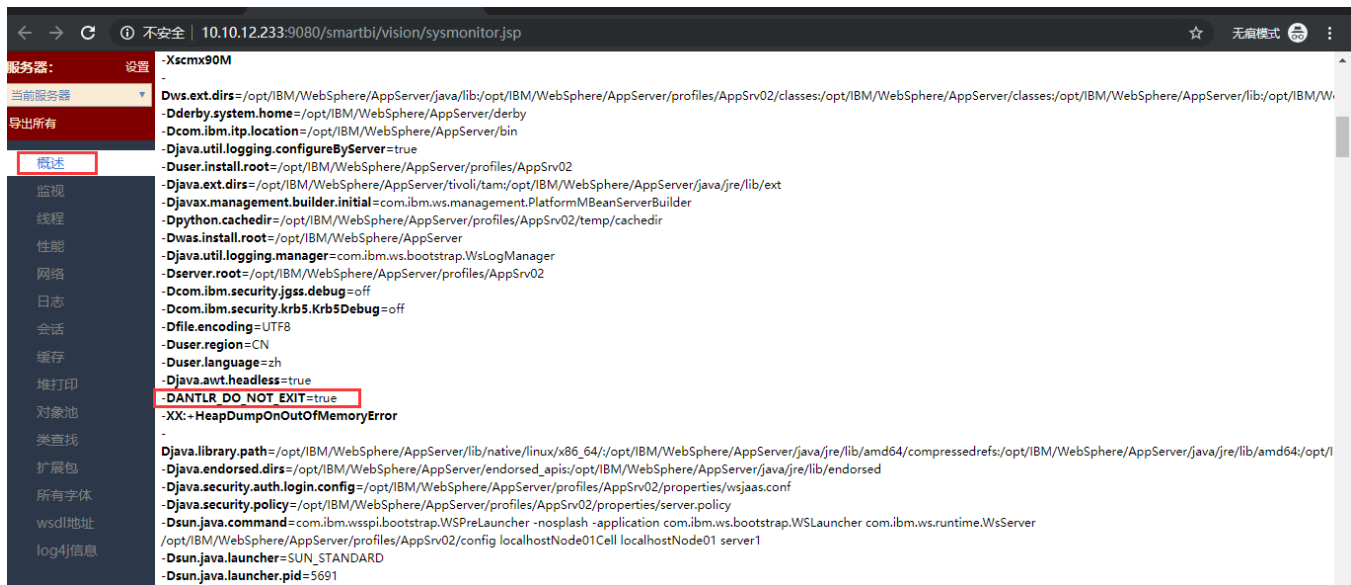 不安全 | 10.10.12.233:9080/smartbi/vision/sysmonitor.jsp
无痕模式
服务器: 设置
当前服务器
导出所有
概述
监视
线程
性能
网络
日志
会话
缓存
堆打印
对象池
类查找
扩展包
所有字体
wsdl地址
log4j信息
-Xscmx90M
-
Dws.ext.dirs=/opt/IBM/WebSphere/AppServer/java/lib:/opt/IBM/WebSphere/AppServer/profiles/AppSrv02/classes:/opt/IBM/WebSphere/AppServer/classes:/opt/IBM/WebSphere/AppServer/lib:/opt/IBM/W
-Dderby.system.home=/opt/IBM/WebSphere/AppServer/derby
-Dcom.ibm.itp.location=/opt/IBM/WebSphere/AppServer/bin
-Djava.util.logging.configureByServer=true
-Duser.install.root=/opt/IBM/WebSphere/AppServer/profiles/AppSrv02
-Djava.ext.dirs=/opt/IBM/WebSphere/AppServer/tivoli/tam:/opt/IBM/WebSphere/AppServer/java/jre/lib/ext
-Djavax.management.builder.initial=com.ibm.ws.management.PlatformMBeanServerBuilder
-Dpython.cachedir=/opt/IBM/WebSphere/AppServer/profiles/AppSrv02/temp/cachedir
-Dwas.install.root=/opt/IBM/WebSphere/AppServer
-Djava.util.logging.manager=com.ibm.ws.bootstrap.WsLogManager
-Dserver.root=/opt/IBM/WebSphere/AppServer/profiles/AppSrv02
-Dcom.ibm.security.jgss.debug=off
-Dcom.ibm.security.krb5.Krb5Debug=off
-Dfile.encoding=UTF8
-Duser.region=CN
-Duser.language=zh
-Djava.awt.headless=true
-DANTLR_DO_NOT_EXIT=true
-XX:+HeapDumpOnOutOfMemoryError
-
Djava.library.path=/opt/IBM/WebSphere/AppServer/lib/native/linux/x86_64/:/opt/IBM/WebSphere/AppServer/java/jre/lib/amd64/compressedrefs:/opt/IBM/WebSphere/AppServer/java/jre/lib/amd64:/opt/I
-Djava.endorsed.dirs=/opt/IBM/WebSphere/AppServer/endorsed_apis:/opt/IBM/WebSphere/AppServer/java/jre/lib/endorsed
-Djava.security.auth.login.config=/opt/IBM/WebSphere/AppServer/profiles/AppSrv02/properties/wsjaas.conf
-Djava.security.policy=/opt/IBM/WebSphere/AppServer/profiles/AppSrv02/properties/server.policy
-Dsun.java.command=com.ibm.wsspi.bootstrap.WSPreLauncher -nosplash -application com.ibm.ws.bootstrap.WSLauncher com.ibm.ws.runtime.WsServer
/opt/IBM/WebSphere/AppServer/profiles/AppSrv02/config localhostNode01Cell localhostNode01 server1
-Dsun.java.launcher=SUN_STANDARD
-Dsun.java.launcher.pid=5691